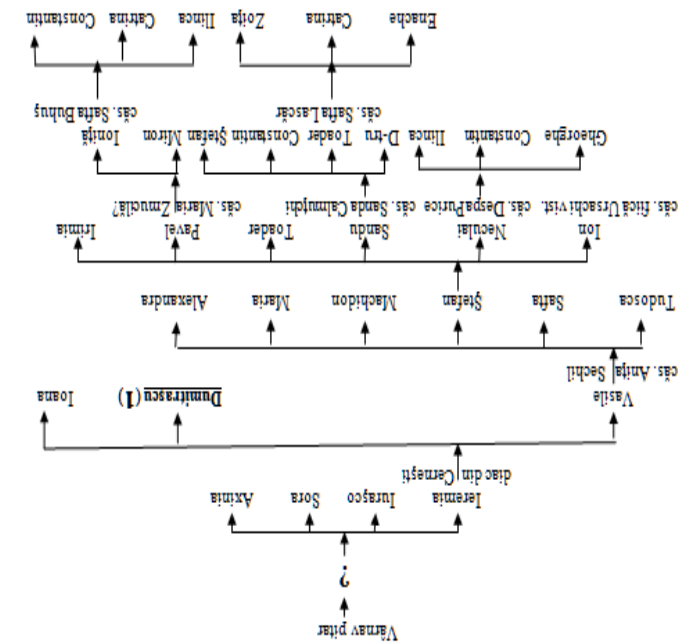 Vârnav pitar
?
Ieremia Iurașco Sora Axinia
diac din Cernești
Vasile Dumitrascu (1) Ioana
căs. Anița Sechil
Tudosca Safta Ștefan Machidon Maria Alexandra
Ion Neculai Sandu Toader Pavel Irimia
căs. fiică Ursachi vist. căs. Despa Purice căs. Sanda Calmuțchi căs. Maria Zmucilă?
Gheorghe Constantin Ilinca D-tru Toader Constantin Ștefan Miron Ioniță
căs. Safta Lascăr căs. Safta Buhuș
Enache Catrina Zoița Ilinca Catrina Constantin